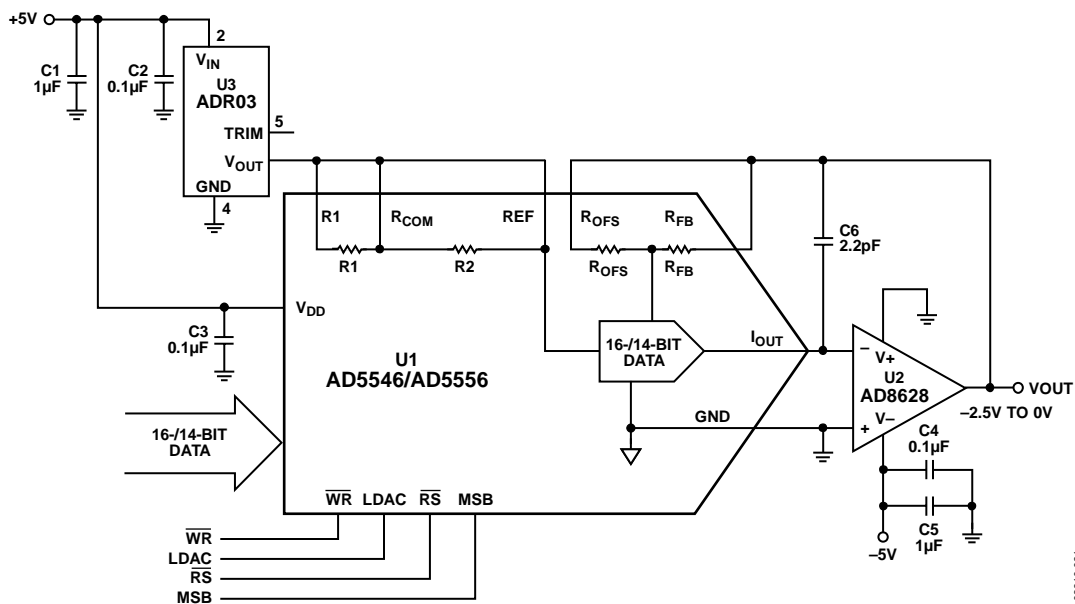 +5V
2
C1
1µF
C2
0.1µF
VIN
U3
ADR03
TRIM
5
VOUT
GND
4
R1
RCOM
REF
ROFS
RFB
R1
R2
ROFS
RFB
C6
2.2pF
VDD
C3
0.1µF
U1
AD5546/AD5556
16-/14-BIT
DATA
IOUT
–
V+
U2
AD8628
VOUT
–2.5V TO 0V
GND
+
V–
C4
0.1µF
C5
1µF
–5V
16-/14-BIT
DATA
WR LDAC RS MSB
WR
LDAC
RS
MSB